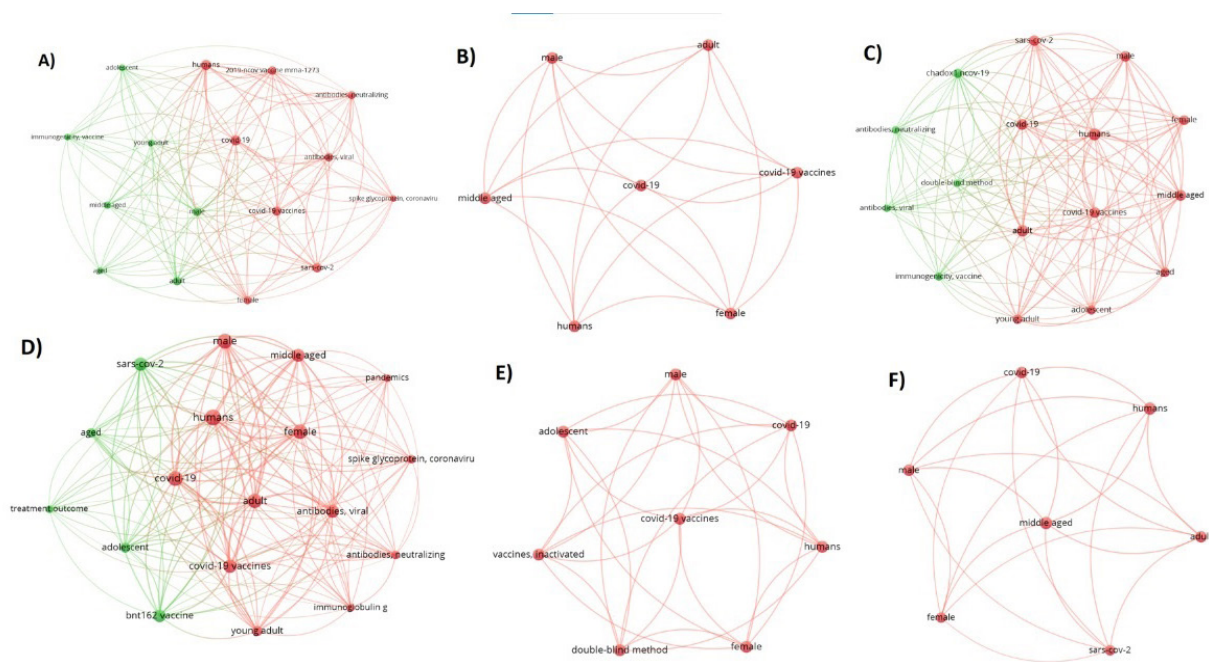 A)
adolescent
humans
2019-ncov vaccine mrna-1273
antibodies, neutralizing
immunogenicity, vaccine
young adult
covid-19
antibodies, viral
middle aged
male
covid-19 vaccines
spike glycoprotein, coronaviru
aged
adult
sars-cov-2
female
B)
male
adult
covid-19 vaccines
covid-19
middle aged
humans
female
C)
sars-cov-2
male
chadox1 ncov-19
antibodies, neutralizing
covid-19
humans
female
double-blind method
middle aged
antibodies, viral
covid-19 vaccines
adult
immunogenicity, vaccine
aged
adolescent
young adult
D)
male
middle aged
sars-cov-2
pandemics
humans
aged
female
spike glycoprotein, coronaviru
covid-19
adult
treatment outcome
antibodies, viral
adolescent
antibodies, neutralizing
covid-19 vaccines
immunoglobulin g
bnt162 vaccine
young adult
E)
male
adolescent
covid-19
covid-19 vaccines
vaccines, inactivated
humans
double-blind method
female
F)
covid-19
humans
male
middle aged
adult
female
sars-cov-2